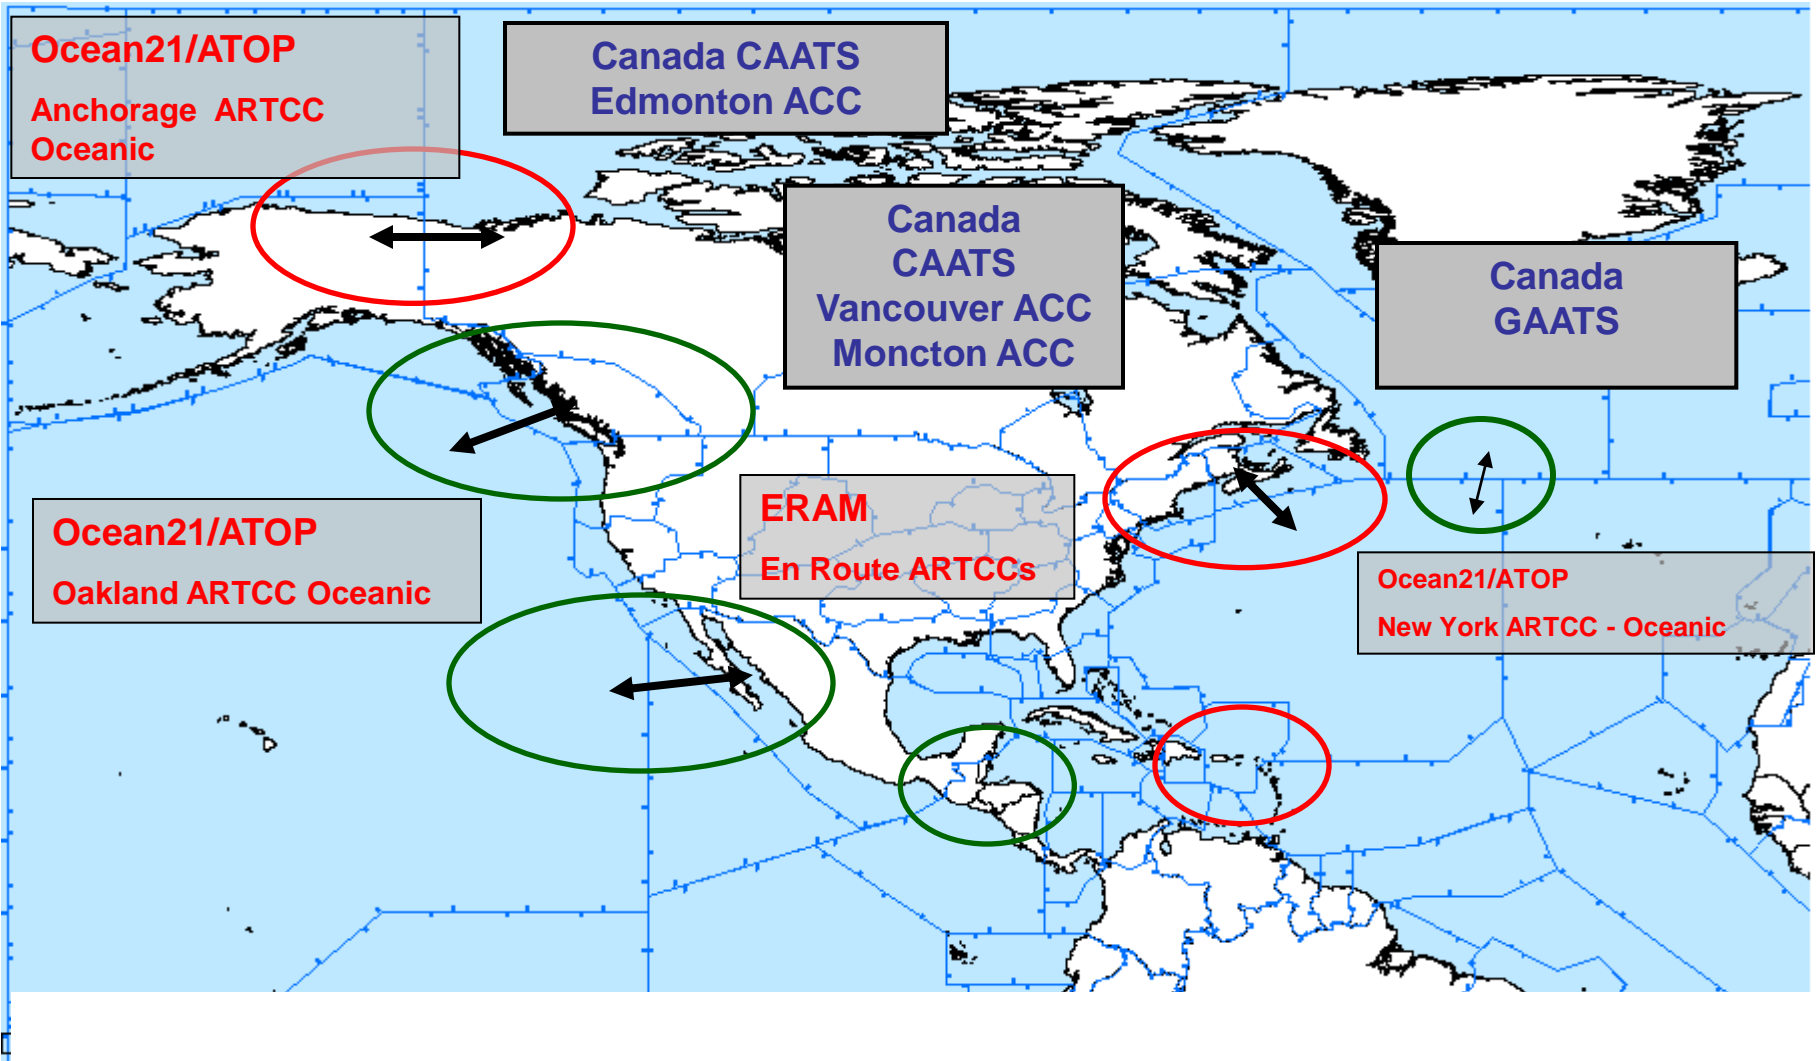 Ocean21/ATOP
Anchorage ARTCC
Oceanic
Canada CAATS
Edmonton ACC
Canada
CAATS
Vancouver ACC
Moncton ACC
Canada
GAATS
Ocean21/ATOP
Oakland ARTCC Oceanic
ERAM
En Route ARTCCs
Ocean21/ATOP
New York ARTCC - Oceanic